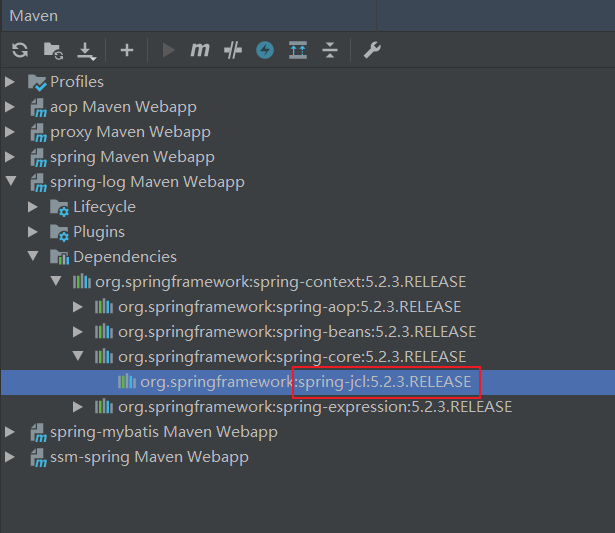 Maven
Profiles
aop Maven Webapp
proxy Maven Webapp
spring Maven Webapp
spring-log Maven Webapp
Lifecycle
Plugins
Dependencies
org.springframework:spring-context:5.2.3.RELEASE
org.springframework:spring-aop:5.2.3.RELEASE
org.springframework:spring-beans:5.2.3.RELEASE
org.springframework:spring-core:5.2.3.RELEASE
org.springframework:spring-jcl:5.2.3.RELEASE
org.springframework:spring-expression:5.2.3.RELEASE
spring-mybatis Maven Webapp
ssm-spring Maven Webapp